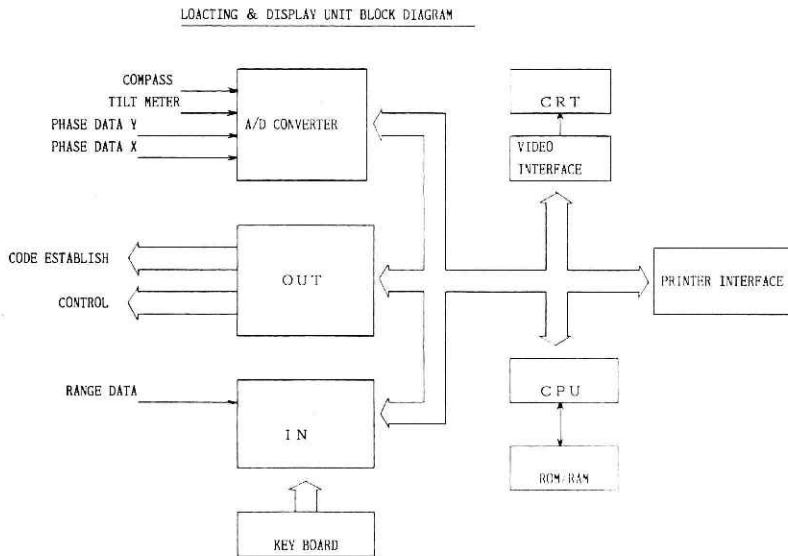 LOACTING & DISPLAY UNIT BLOCK DIAGRAM
COMPASS
TILT METER
PHASE DATA Y
PHASE DATA X
A/D CONVERTER
CRT
VIDEO
INTERFACE
CODE ESTABLISH
CONTROL
OUT
PRINTER INTERFACE
RANGE DATA
IN
CPU
ROM/RAM
KEY BOARD